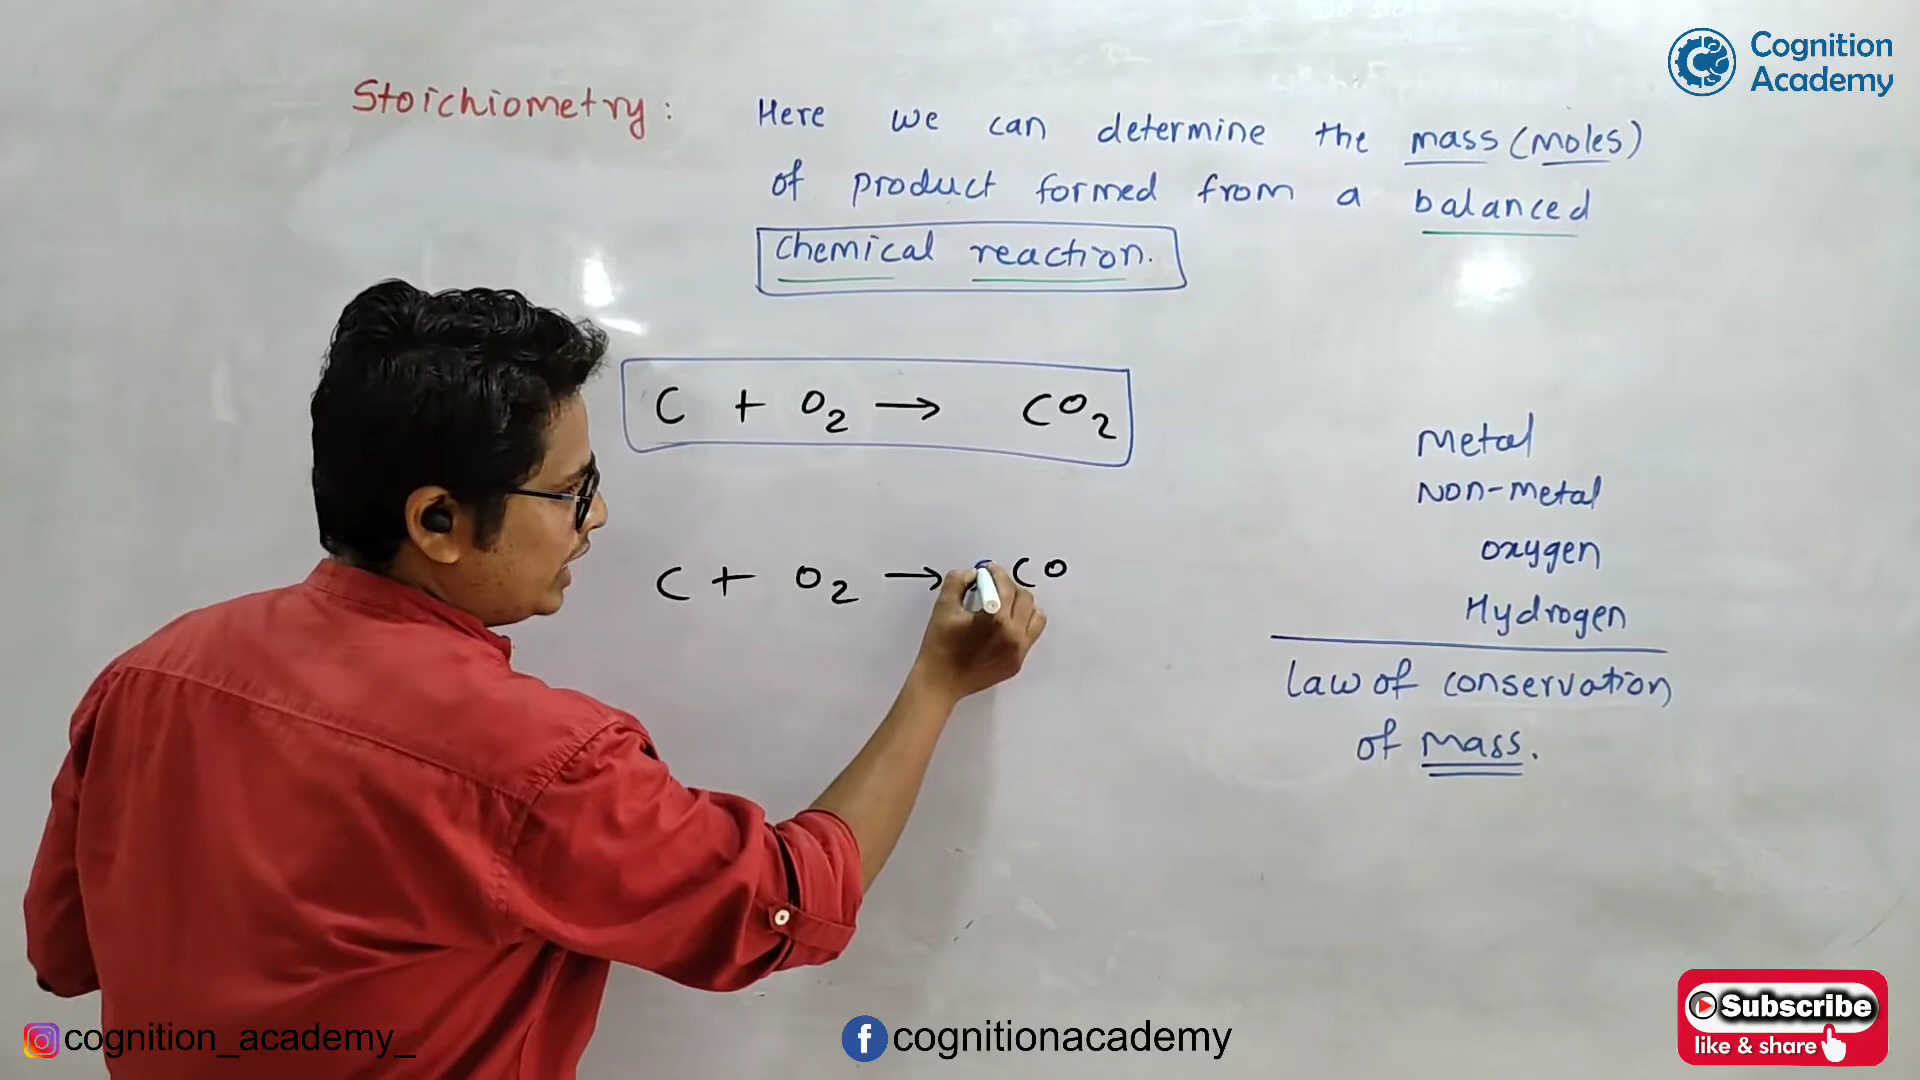 Cognition
Academy
Stoichiometry: Here we can determine the mass (moles)
of product formed from a balanced
Chemical reaction.
C + O₂ → CO₂
Metal
Non-metal
oxygen
Hydrogen
C + O₂ → CO
law of conservation
of Mass.
Subscribe
like & share
cognition_academy_
cognitionacademy